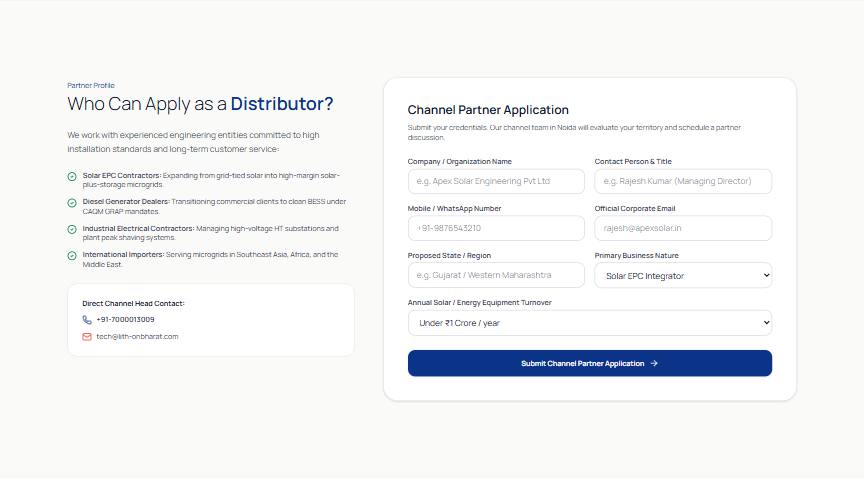 Partner Profile
Who Can Apply as a Distributor?
We work with experienced engineering entities committed to high
installation standards and long-term customer service:
Solar EPC Contractors: Expanding from grid-tied solar into high-margin solar-
plus-storage microgrids.
Diesel Generator Dealers: Transitioning commercial clients to clean BESS under
CAQM GRAP mandates.
Industrial Electrical Contractors: Managing high-voltage HT substations and
plant peak shaving systems.
International Importers: Serving microgrids in Southeast Asia, Africa, and the
Middle East.
Direct Channel Head Contact:
+91-7000013009
tech@lith-onbharat.com
Channel Partner Application
Submit your credentials. Our channel team in Noida will evaluate your territory and schedule a partner
discussion.
Company / Organization Name
Contact Person & Title
e.g. Apex Solar Engineering Pvt Ltd
e.g. Rajesh Kumar (Managing Director)
Mobile / WhatsApp Number
Official Corporate Email
+91-9876543210
rajesh@apexsolar.in
Proposed State / Region
Primary Business Nature
e.g. Gujarat / Western Maharashtra
Solar EPC Integrator
Annual Solar / Energy Equipment Turnover
Under ₹1 Crore / year
Submit Channel Partner Application